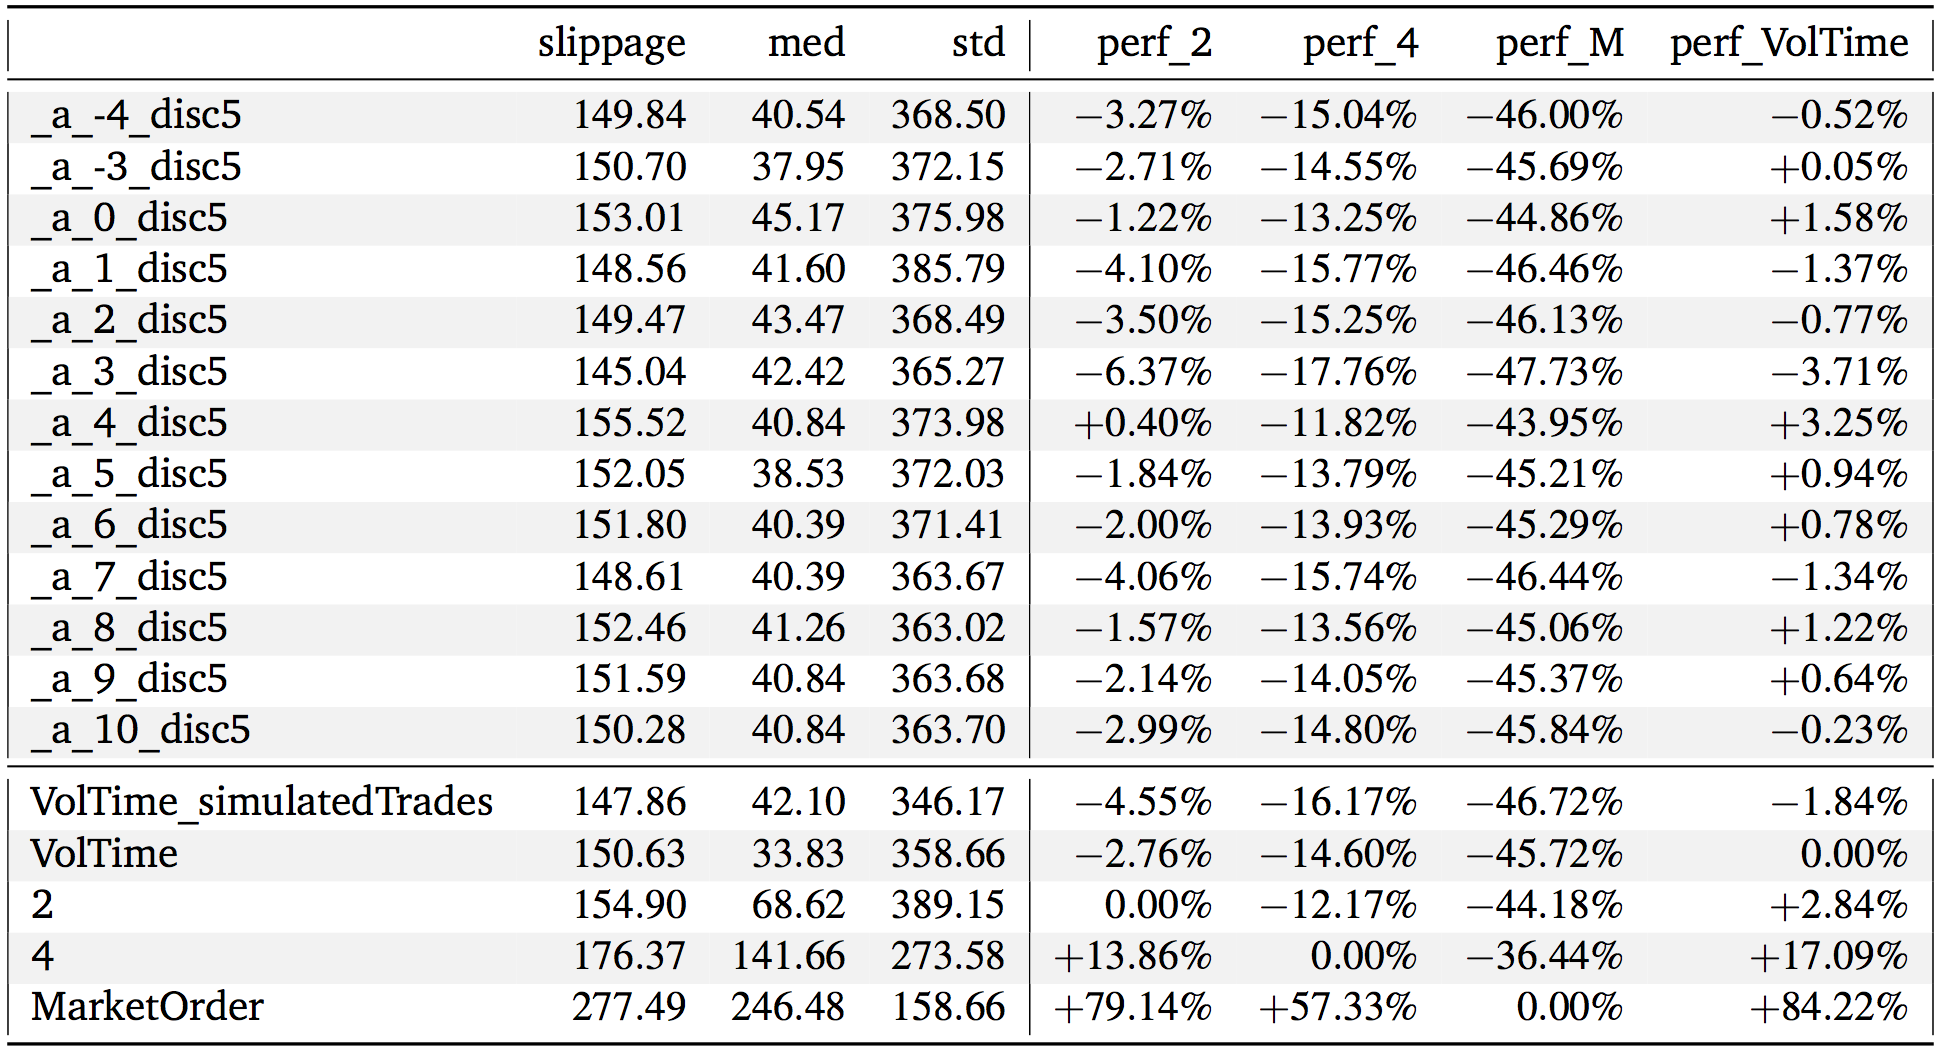 slippage med std perf_2 perf_4 perf_M perf_VolTime
_a_-4_disc5 149.84 40.54 368.50 −3.27% −15.04% −46.00% −0.52%
_a_-3_disc5 150.70 37.95 372.15 −2.71% −14.55% −45.69% +0.05%
_a_0_disc5 153.01 45.17 375.98 −1.22% −13.25% −44.86% +1.58%
_a_1_disc5 148.56 41.60 385.79 −4.10% −15.77% −46.46% −1.37%
_a_2_disc5 149.47 43.47 368.49 −3.50% −15.25% −46.13% −0.77%
_a_3_disc5 145.04 42.42 365.27 −6.37% −17.76% −47.73% −3.71%
_a_4_disc5 155.52 40.84 373.98 +0.40% −11.82% −43.95% +3.25%
_a_5_disc5 152.05 38.53 372.03 −1.84% −13.79% −45.21% +0.94%
_a_6_disc5 151.80 40.39 371.41 −2.00% −13.93% −45.29% +0.78%
_a_7_disc5 148.61 40.39 363.67 −4.06% −15.74% −46.44% −1.34%
_a_8_disc5 152.46 41.26 363.02 −1.57% −13.56% −45.06% +1.22%
_a_9_disc5 151.59 40.84 363.68 −2.14% −14.05% −45.37% +0.64%
_a_10_disc5 150.28 40.84 363.70 −2.99% −14.80% −45.84% −0.23%
VolTime_simulatedTrades 147.86 42.10 346.17 −4.55% −16.17% −46.72% −1.84%
VolTime 150.63 33.83 358.66 −2.76% −14.60% −45.72% 0.00%
2 154.90 68.62 389.15 0.00% −12.17% −44.18% +2.84%
4 176.37 141.66 273.58 +13.86% 0.00% −36.44% +17.09%
MarketOrder 277.49 246.48 158.66 +79.14% +57.33% 0.00% +84.22%